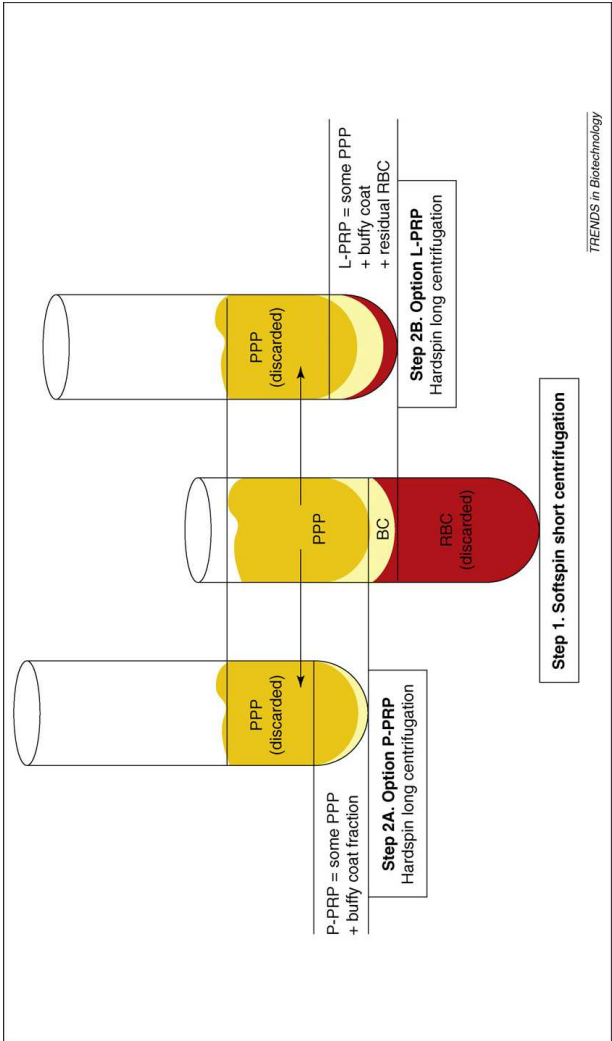 PPP
(discarded)
P-PRP = some PPP
+ buffy coat fraction
Step 2A. Option P-PRP
Hardspin long centrifugation
PPP
BC
RBC
(discarded)
Step 1. Softspin short centrifugation
PPP
(discarded)
L-PRP = some PPP
+ buffy coat
+ residual RBC
Step 2B. Option L-PRP
Hardspin long centrifugation
TRENDS in Biotechnology